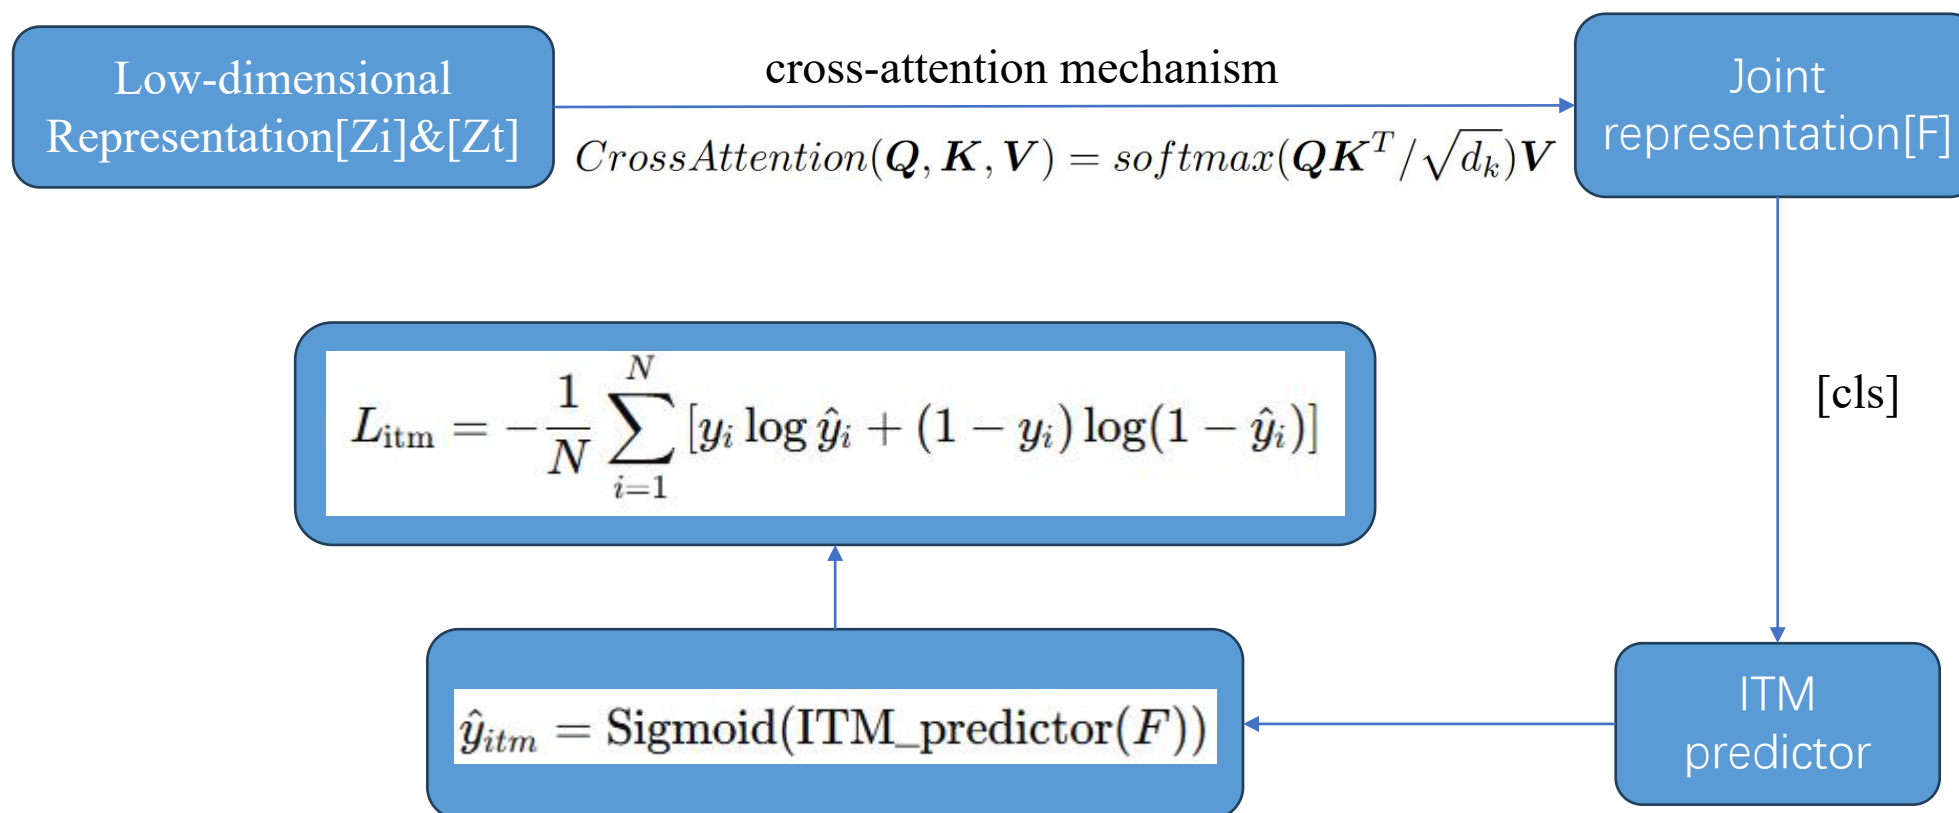 Low-dimensional
Representation[Zi]&[Zt]
cross-attention mechanism
CrossAttention(Q, K, V) = softmax(QK^T/√d_k)V
Joint
representation[F]
[cls]
ITM
predictor
ŷ_itm = Sigmoid(ITM_predictor(F))
L_itm = −1/N ∑_{i=1}^{N} [y_i log ŷ_i + (1 − y_i) log(1 − ŷ_i)]